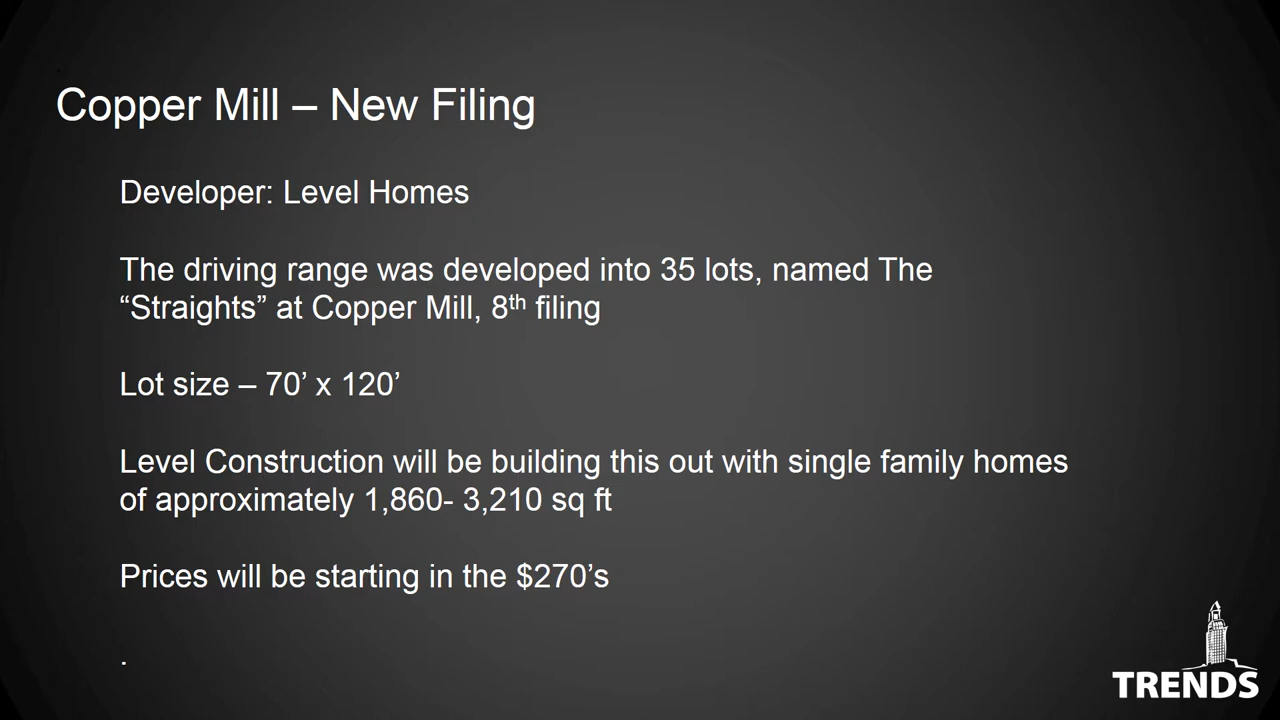 Copper Mill – New Filing
Developer: Level Homes
The driving range was developed into 35 lots, named The
“Straights” at Copper Mill, 8th filing
Lot size – 70’ x 120’
Level Construction will be building this out with single family homes
of approximately 1,860- 3,210 sq ft
Prices will be starting in the $270’s
.
TRENDS